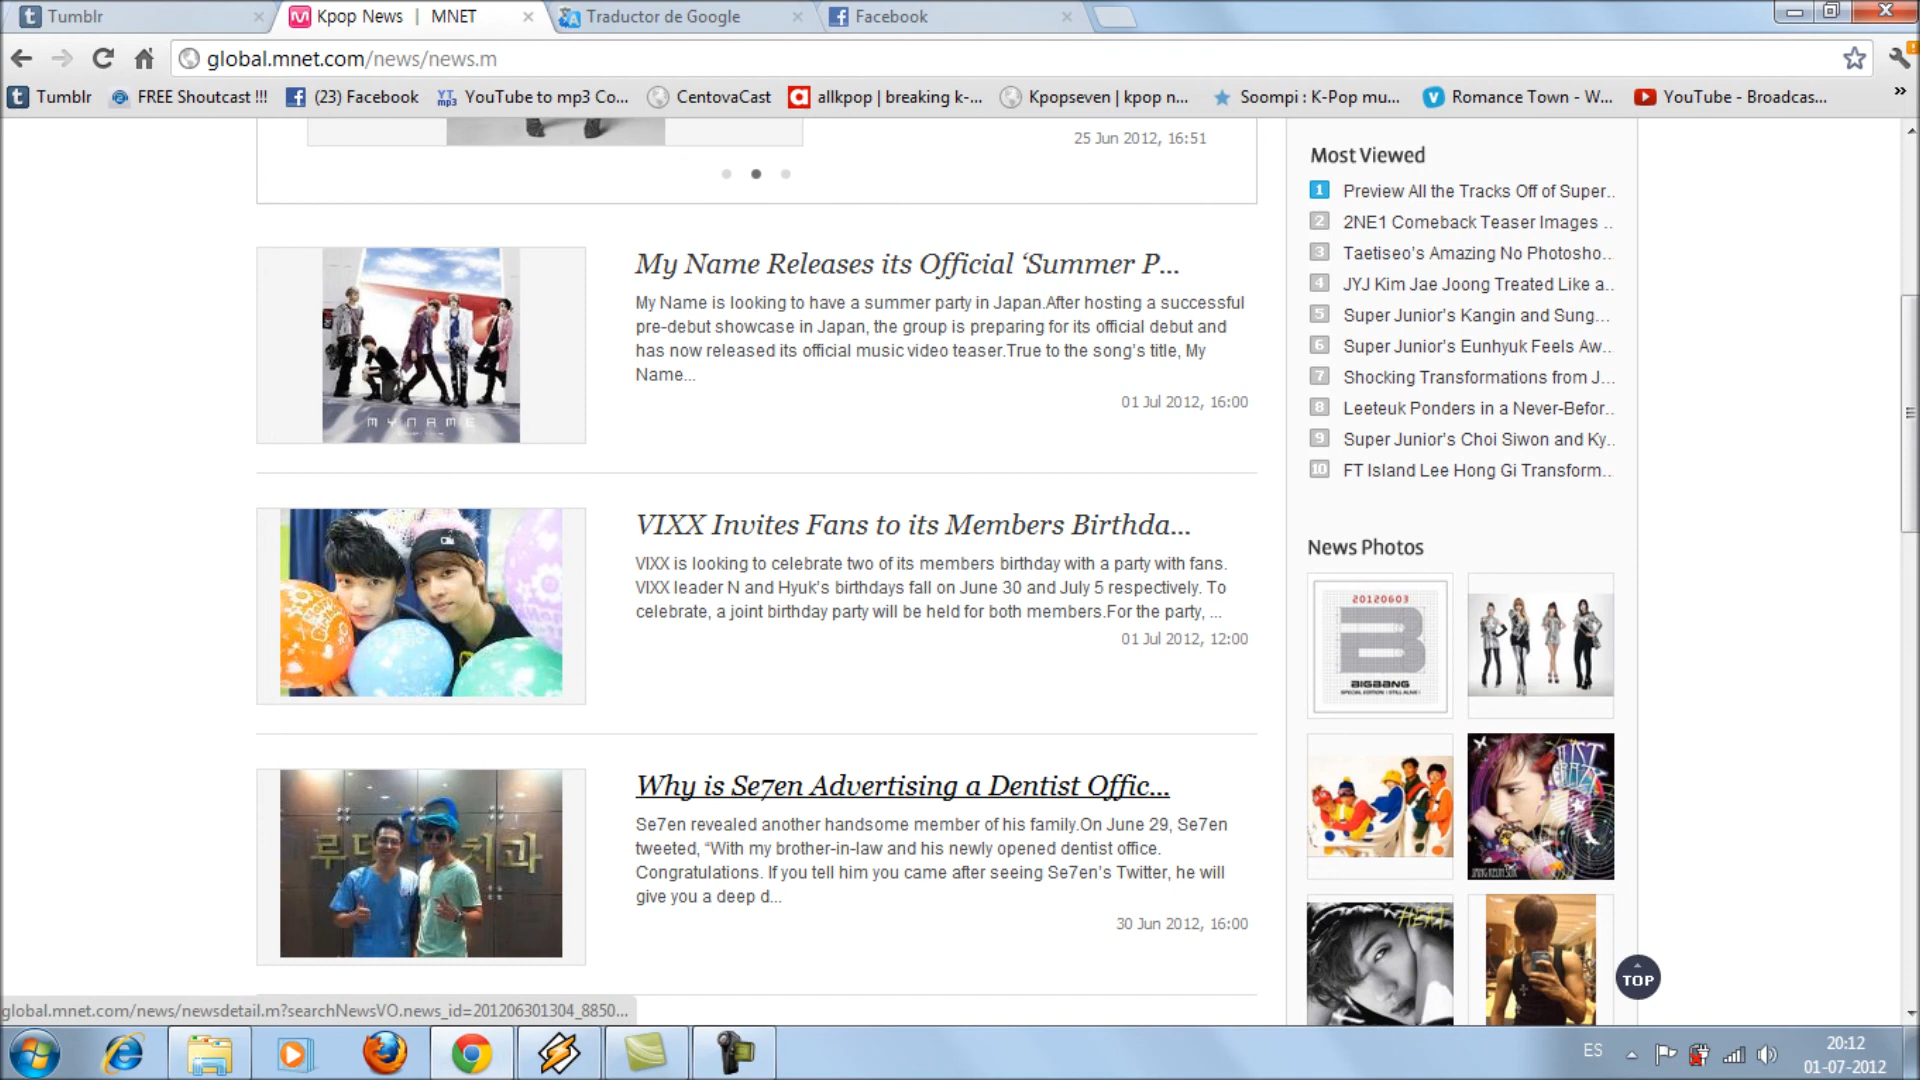 Tumblr
Kpop News | MNET
Traductor de Google
Facebook
global.mnet.com/news/news.m
Tumblr
FREE Shoutcast !!!
(23) Facebook
YouTube to mp3 Co...
CentovaCast
allkpop | breaking k-...
Kpopseven | kpop n...
Soompi : K-Pop mu...
Romance Town - W...
YouTube - Broadcas...
25 Jun 2012, 16:51
My Name Releases its Official ‘Summer P...
My Name is looking to have a summer party in Japan.After hosting a successful
pre-debut showcase in Japan, the group is preparing for its official debut and
has now released its official music video teaser.True to the song’s title, My
Name...
01 Jul 2012, 16:00
MYNAME
VIXX Invites Fans to its Members Birthda...
VIXX is looking to celebrate two of its members birthday with a party with fans.
VIXX leader N and Hyuk’s birthdays fall on June 30 and July 5 respectively. To
celebrate, a joint birthday party will be held for both members.For the party, ...
01 Jul 2012, 12:00
Why is Se7en Advertising a Dentist Offic...
Se7en revealed another handsome member of his family.On June 29, Se7en
tweeted, “With my brother-in-law and his newly opened dentist office.
Congratulations. If you tell him you came after seeing Se7en’s Twitter, he will
give you a deep d...
30 Jun 2012, 16:00
치과
Most Viewed
1 Preview All the Tracks Off of Super..
2 2NE1 Comeback Teaser Images ..
3 Taetiseo’s Amazing No Photosho..
4 JYJ Kim Jae Joong Treated Like a..
5 Super Junior’s Kangin and Sung...
6 Super Junior’s Eunhyuk Feels Aw..
7 Shocking Transformations from J...
8 Leeteuk Ponders in a Never-Befor..
9 Super Junior’s Choi Siwon and Ky..
10 FT Island Lee Hong Gi Transform..
News Photos
20120603
B
BIGBANG
SPECIAL EDITION : STILL ALIVE
JUST
CRAZY
JANG KEUN SUK
HEAT
TOP
global.mnet.com/news/newsdetail.m?searchNewsVO.news_id=201206301304_8850...
ES
20:12
01-07-2012